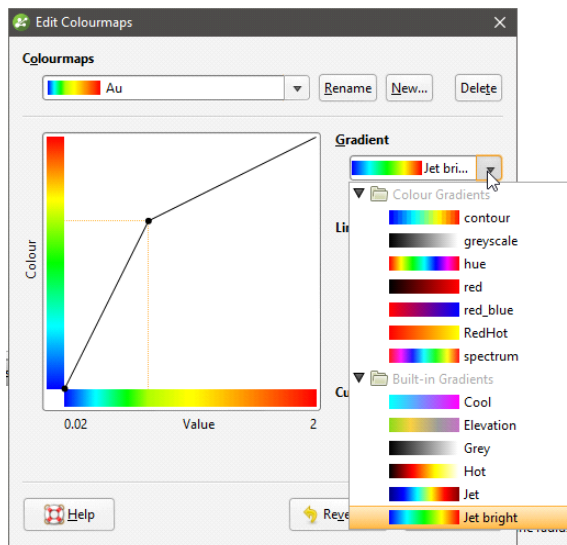 Edit Colourmaps
Colourmaps
Au
Rename
New...
Delete
Gradient
Jet bri...
Colour Gradients
contour
greyscale
hue
red
red_blue
RedHot
spectrum
Built-in Gradients
Cool
Elevation
Grey
Hot
Jet
Jet bright
Colour
0.02
Value
2
Help